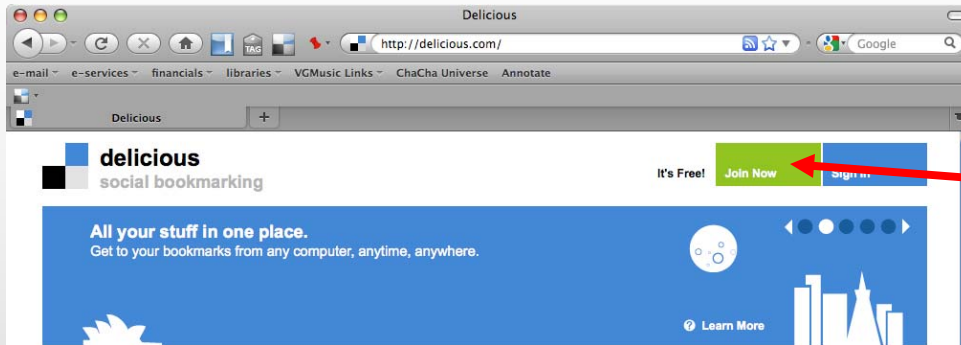 Delicious
TAG
http://delicious.com/
Google
e-mail e-services financials libraries VGMusic Links ChaCha Universe Annotate
Delicious +
delicious
social bookmarking
It's Free! Join Now Sign In
All your stuff in one place.
Get to your bookmarks from any computer, anytime, anywhere.
? Learn More